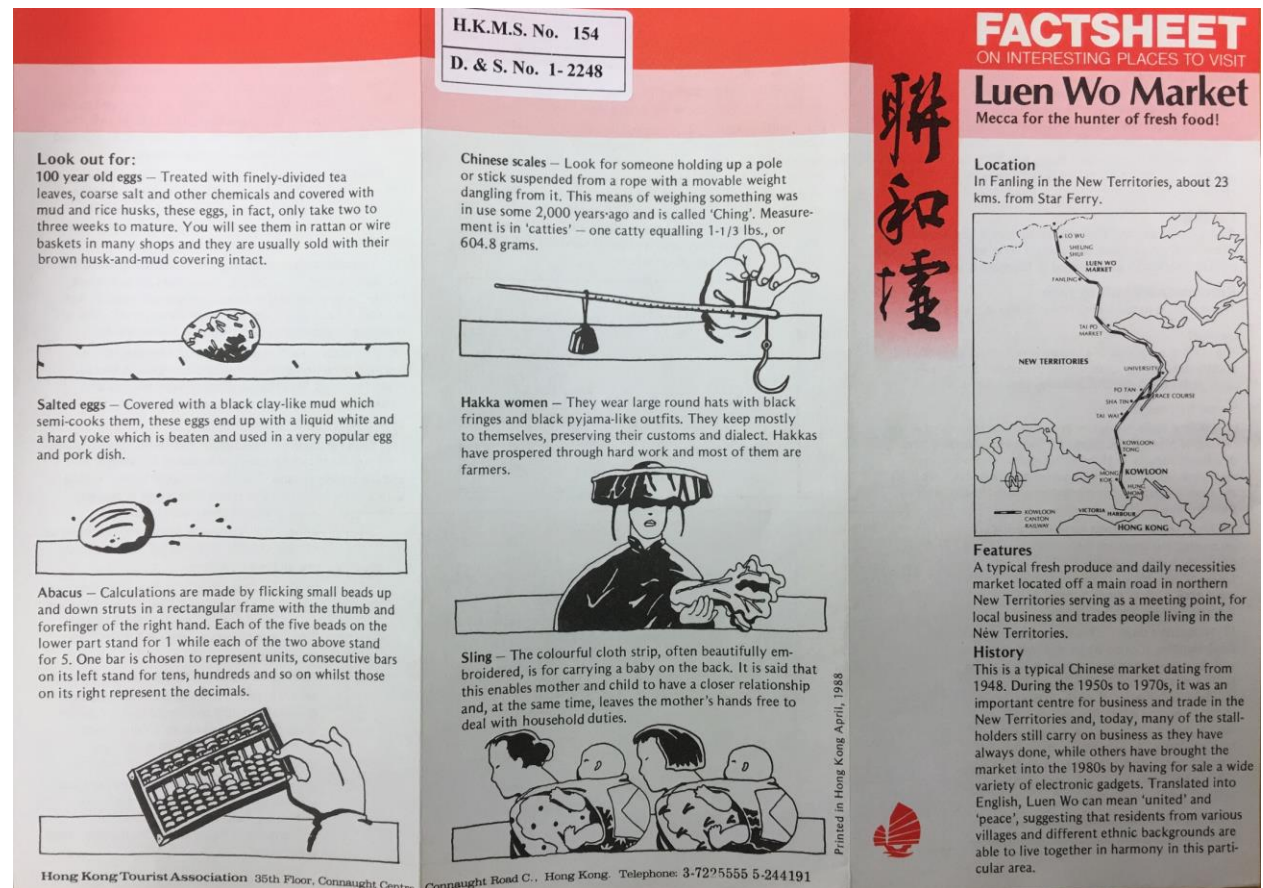 H.K.M.S. No. 154
D. & S. No. 1-2248
Look out for:
100 year old eggs — Treated with finely-divided tea
leaves, coarse salt and other chemicals and covered with
mud and rice husks, these eggs, in fact, only take two to
three weeks to mature. You will see them in rattan or wire
baskets in many shops and they are usually sold with their
brown husk-and-mud covering intact.
Salted eggs — Covered with a black clay-like mud which
semi-cooks them, these eggs end up with a liquid white and
a hard yoke which is beaten and used in a very popular egg
and pork dish.
Abacus — Calculations are made by flicking small beads up
and down struts in a rectangular frame with the thumb and
forefinger of the right hand. Each of the five beads on the
lower part stand for 1 while each of the two above stand
for 5. One bar is chosen to represent units, consecutive bars
on its left stand for tens, hundreds and so on whilst those
on its right represent the decimals.
Chinese scales — Look for someone holding up a pole
or stick suspended from a rope with a movable weight
dangling from it. This means of weighing something was
in use some 2,000 years ago and is called 'Ching'. Measure-
ment is in 'catties' — one catty equalling 1-1/3 lbs., or
604.8 grams.
Hakka women — They wear large round hats with black
fringes and black pyjama-like outfits. They keep mostly
to themselves, preserving their customs and dialect. Hakkas
have prospered through hard work and most of them are
farmers.
Sling — The colourful cloth strip, often beautifully em-
broidered, is for carrying a baby on the back. It is said that
this enables mother and child to have a closer relationship
and, at the same time, leaves the mother's hands free to
deal with household duties.
Printed in Hong Kong April, 1988
Hong Kong Tourist Association 35th Floor, Connaught Connaught Road C., Hong Kong. Telephone: 3-7225555 5-244191
聯和墟
FACTSHEET
ON INTERESTING PLACES TO VISIT
Luen Wo Market
Mecca for the hunter of fresh food!
Location
In Fanling in the New Territories, about 23
kms. from Star Ferry.
LO WU
SHEUNG
SHUI
LUEN WO
MARKET
FANLING
TAI PO
MARKET
NEW TERRITORIES
UNIVERSITY
FO TAN
RACE COURSE
SHA TIN
TAI WAI
KOWLOON
TONG
MONG
KOK
KOWLOON
HUNG
HOM
KOWLOON
CANTON
RAILWAY
VICTORIA HARBOUR
HONG KONG
Features
A typical fresh produce and daily necessities
market located off a main road in northern
New Territories serving as a meeting point, for
local business and trades people living in the
New Territories.
History
This is a typical Chinese market dating from
1948. During the 1950s to 1970s, it was an
important centre for business and trade in the
New Territories and, today, many of the stall-
holders still carry on business as they have
always done, while others have brought the
market into the 1980s by having for sale a wide
variety of electronic gadgets. Translated into
English, Luen Wo can mean 'united' and
'peace', suggesting that residents from various
villages and different ethnic backgrounds are
able to live together in harmony in this parti-
cular area.